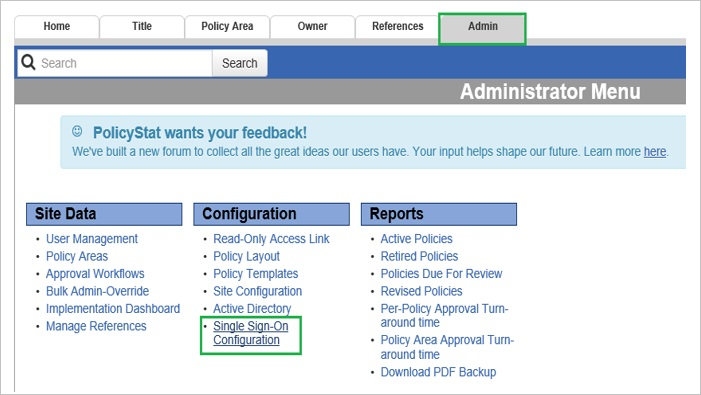 Home Title Policy Area Owner References Admin
Search Search
Administrator Menu
PolicyStat wants your feedback!
We've built a new forum to collect all the great ideas our users have. Your input helps shape our future. Learn more here.
Site Data
• User Management
• Policy Areas
• Approval Workflows
• Bulk Admin-Override
• Implementation Dashboard
• Manage References
Configuration
• Read-Only Access Link
• Policy Layout
• Policy Templates
• Site Configuration
• Active Directory
• Single Sign-On
Configuration
Reports
• Active Policies
• Retired Policies
• Policies Due For Review
• Revised Policies
• Per-Policy Approval Turn-
around time
• Policy Area Approval Turn-
around time
• Download PDF Backup